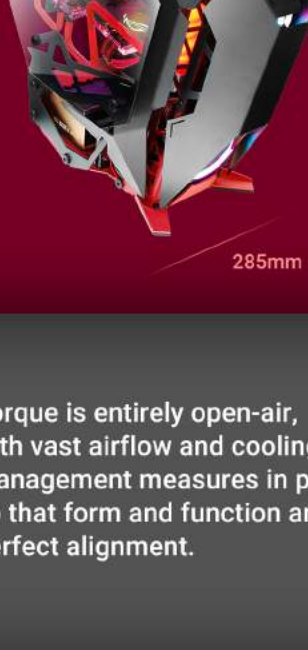 285mm
orque is entirely open-air,
th vast airflow and cooling
anagement measures in p
that form and function ar
erfect alignment.